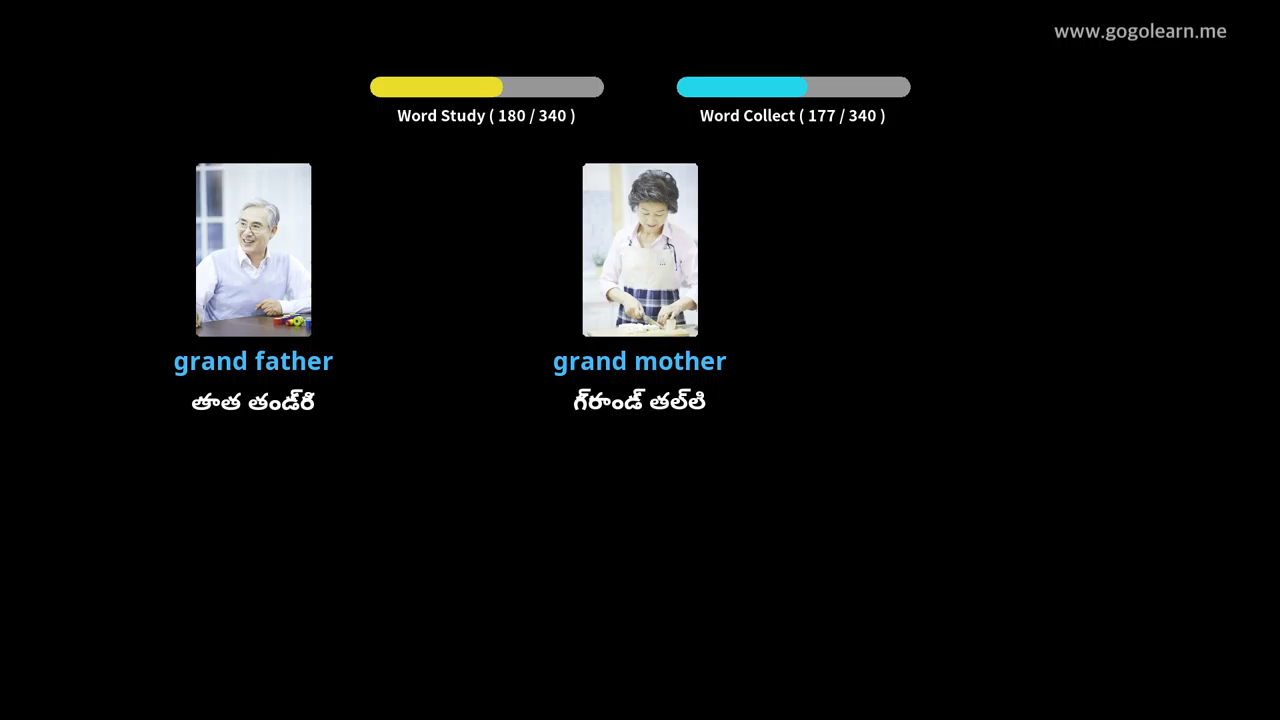 www.gogolearn.me
Word Study ( 180 / 340 )
Word Collect ( 177 / 340 )
grand father
grand mother
తాత తండ్రి
గ్రాండ్ తల్లి